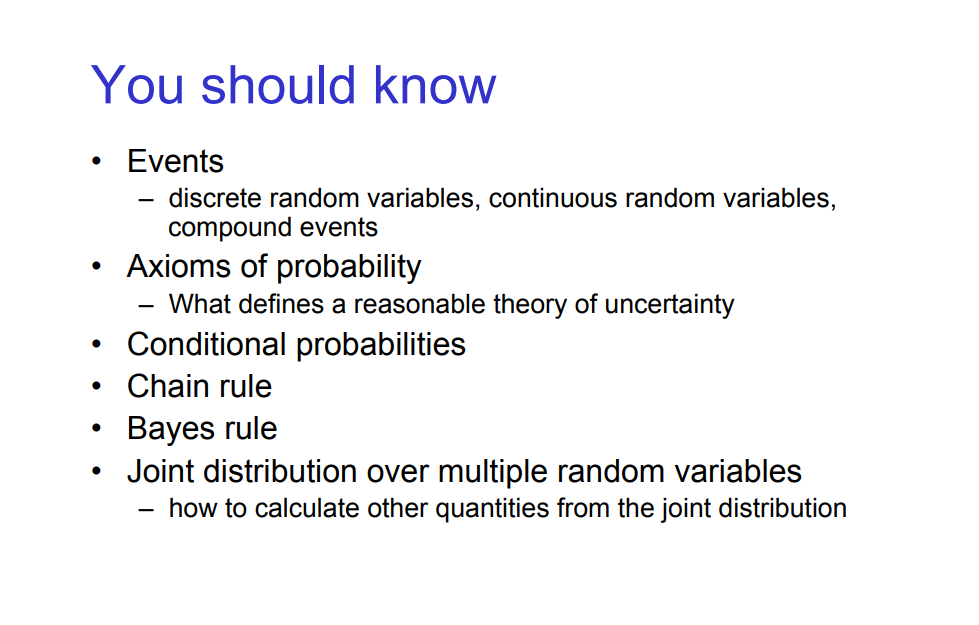 You should know
• Events
– discrete random variables, continuous random variables,
compound events
• Axioms of probability
– What defines a reasonable theory of uncertainty
• Conditional probabilities
• Chain rule
• Bayes rule
• Joint distribution over multiple random variables
– how to calculate other quantities from the joint distribution